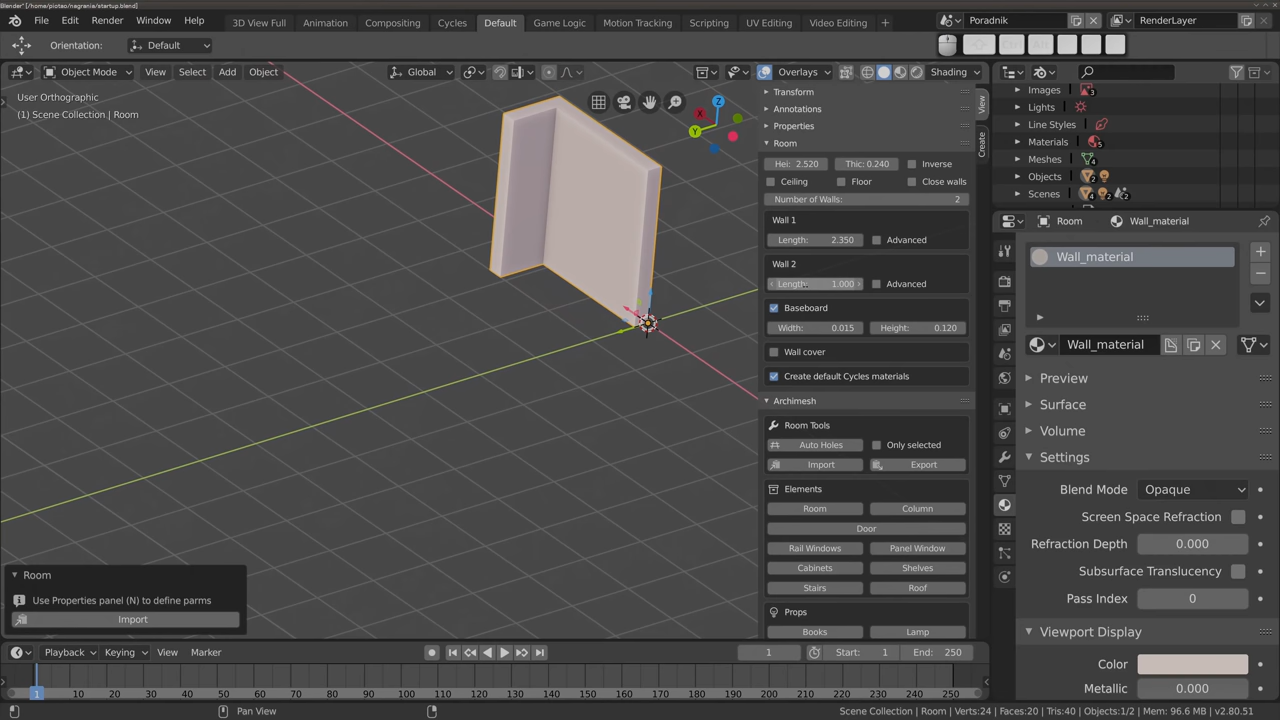 Blender* [/home/piotao/nagrania/startup.blend]
File Edit Render Window Help
3D View Full Animation Compositing Cycles Default Game Logic Motion Tracking Scripting UV Editing Video Editing +
Poradnik
RenderLayer
Orientation: Default
Object Mode View Select Add Object
Global
Overlays
Shading
User Orthographic
(1) Scene Collection | Room
Z
X
Y
View
Create
Transform
Annotations
Properties
Room
Hei: 2.520 Thic: 0.240 Inverse
Ceiling Floor Close walls
Number of Walls: 2
Wall 1
Length: 2.350 Advanced
Wall 2
Length: 1.000 Advanced
Baseboard
Width: 0.015 Height: 0.120
Wall cover
Create default Cycles materials
Archimesh
Room Tools
Auto Holes Only selected
Import Export
Elements
Room Column
Door
Rail Windows Panel Window
Cabinets Shelves
Stairs Roof
Props
Books Lamp
Images 3
Lights
Line Styles
Materials 5
Meshes 4
Objects 2
Scenes 4 2 2
Room Wall_material
Wall_material
Wall_material
Preview
Surface
Volume
Settings
Blend Mode Opaque
Screen Space Refraction
Refraction Depth 0.000
Subsurface Translucency
Pass Index 0
Viewport Display
Color
Metallic 0.000
Room
Use Properties panel (N) to define parms
Import
Playback Keying View Marker
1
Start: 1 End: 250
1 10 20 30 40 50 60 70 80 90 100 110 120 130 140 150 160 170 180 190 200 210 220 230 240 250
Pan View
Scene Collection | Room | Verts:24 | Faces:20 | Tris:40 | Objects:1/2 | Mem: 96.6 MB | v2.80.51